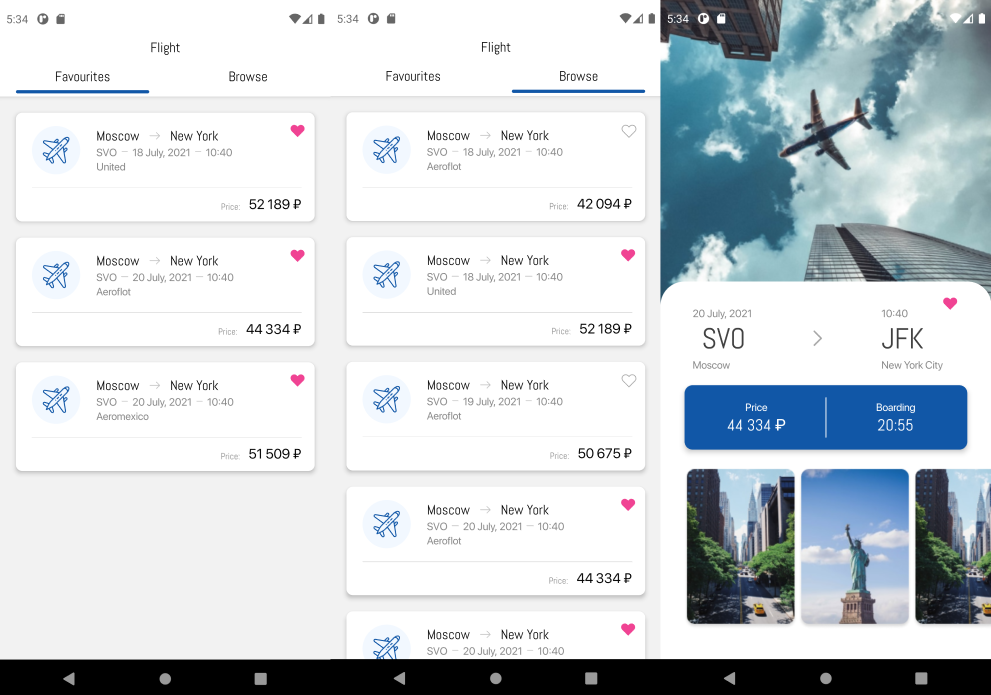 5:34
Flight
Favourites Browse
Moscow → New York
SVO – 18 July, 2021 – 10:40
United
Price: 52 189 ₽
Moscow → New York
SVO – 20 July, 2021 – 10:40
Aeroflot
Price: 44 334 ₽
Moscow → New York
SVO – 20 July, 2021 – 10:40
Aeromexico
Price: 51 509 ₽
5:34
Flight
Favourites Browse
Moscow → New York
SVO – 18 July, 2021 – 10:40
Aeroflot
Price: 42 094 ₽
Moscow → New York
SVO – 18 July, 2021 – 10:40
United
Price: 52 189 ₽
Moscow → New York
SVO – 19 July, 2021 – 10:40
Aeroflot
Price: 50 675 ₽
Moscow → New York
SVO – 20 July, 2021 – 10:40
Aeroflot
Price: 44 334 ₽
Moscow → New York
SVO – 20 July, 2021 – 10:40
5:34
20 July, 2021 10:40
SVO > JFK
Moscow New York City
Price Boarding
44 334 ₽ 20:55